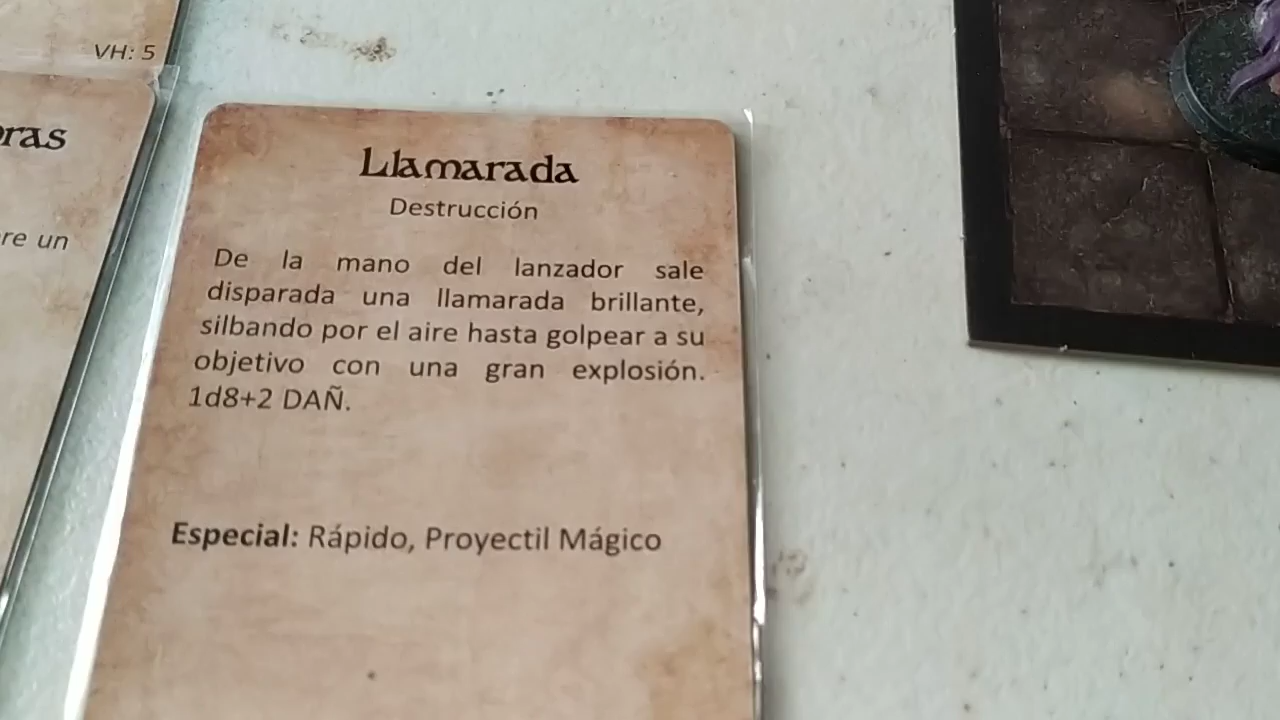 VH: 5
re un
Llamarada
Destrucción
De la mano del lanzador sale
disparada una llamarada brillante,
silbando por el aire hasta golpear a su
objetivo con una gran explosión.
1d8+2 DAÑ.
Especial: Rápido, Proyectil Mágico